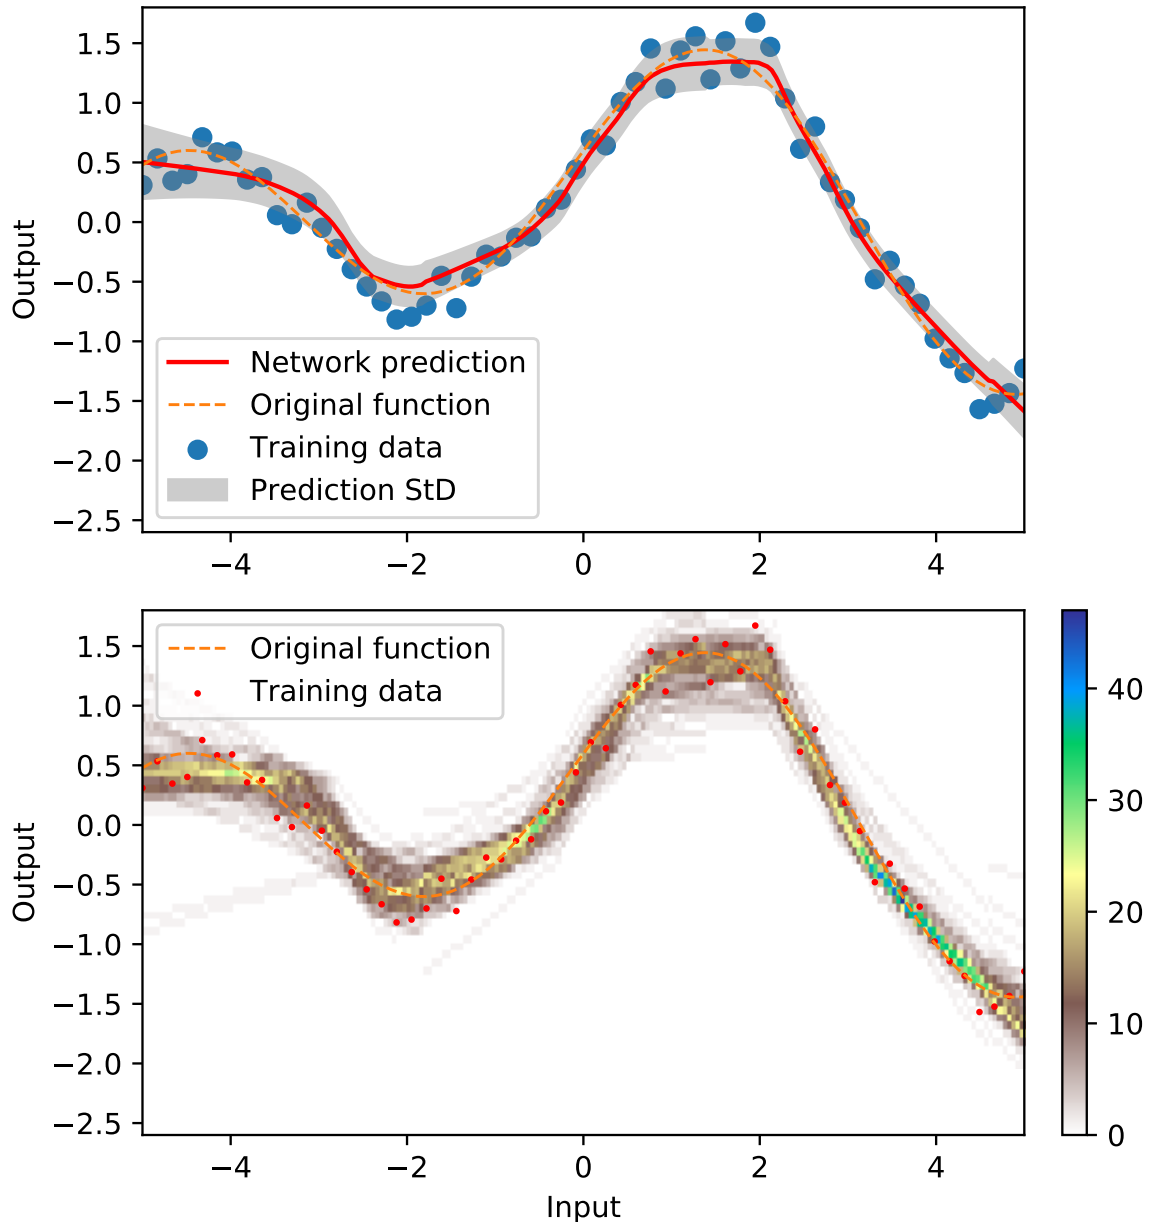 1.5
1.0
0.5
0.0
−0.5
−1.0
−1.5
−2.0
−2.5
Output
Network prediction
Original function
Training data
Prediction StD
−4 −2 0 2 4
Original function
Training data
1.5
1.0
0.5
0.0
−0.5
−1.0
−1.5
−2.0
−2.5
Output
−4 −2 0 2 4
Input
40
30
20
10
0